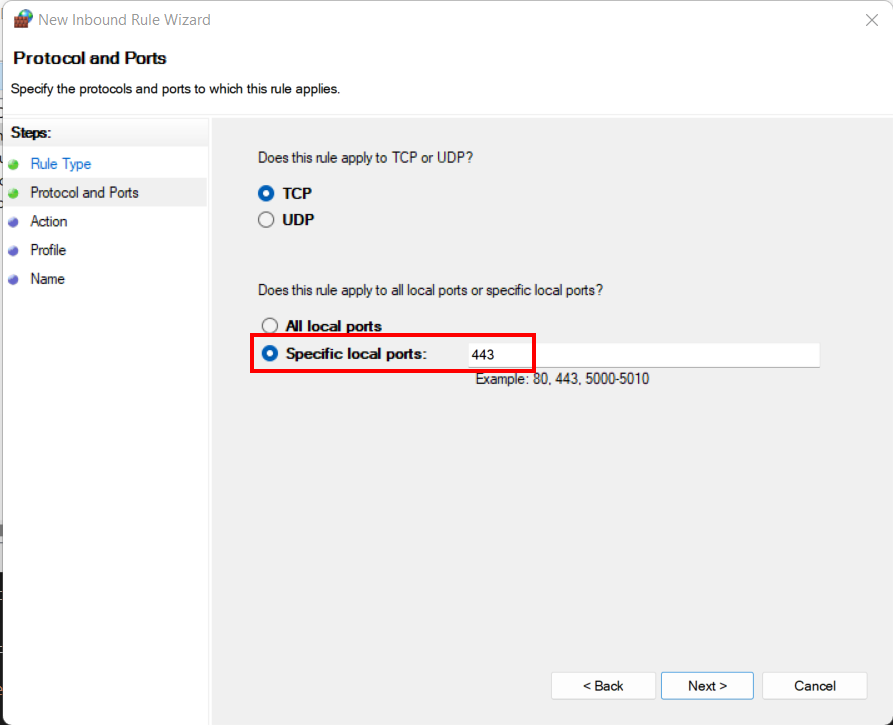 New Inbound Rule Wizard
Protocol and Ports
Specify the protocols and ports to which this rule applies.
Steps:
Rule Type
Protocol and Ports
Action
Profile
Name
Does this rule apply to TCP or UDP?
TCP
UDP
Does this rule apply to all local ports or specific local ports?
All local ports
Specific local ports: 443
Example: 80, 443, 5000-5010
< Back Next > Cancel